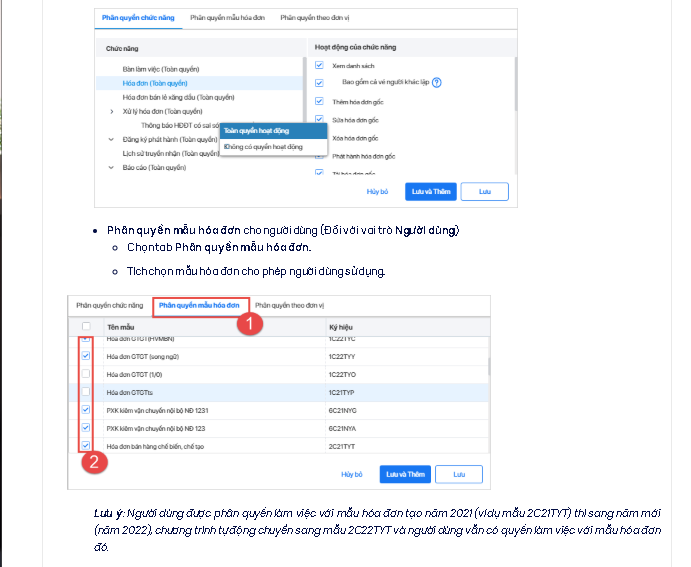 Phân quyền chức năng Phân quyền mẫu hóa đơn Phân quyền theo đơn vị
Chức năng Hoạt động của chức năng
Bàn làm việc (Toàn quyền) Xem danh sách
Hóa đơn (Toàn quyền) Bao gồm cả vé người khác lập ?
Hóa đơn bán lẻ xăng dầu (Toàn quyền) Thêm hóa đơn gốc
Xử lý hóa đơn (Toàn quyền) Sửa hóa đơn gốc
Thông báo HĐĐT có sai só
Toàn quyền hoạt động
Đăng ký phát hành (Toàn quyền) Xóa hóa đơn gốc
Không có quyền hoạt động
Lịch sử truyền nhận (Toàn quyền) Phát hành hóa đơn gốc
Báo cáo (Toàn quyền)
Hủy bỏ Lưu và Thêm Lưu
• Phân quyền mẫu hóa đơn cho người dùng (Đối với vai trò Người dùng)
Chọn tab Phân quyền mẫu hóa đơn.
Tích chọn mẫu hóa đơn cho phép người dùng sử dụng.
Phân quyền chức năng Phân quyền mẫu hóa đơn Phân quyền theo đơn vị
1
Tên mẫu Ký hiệu
Hóa đơn GTGT(HVMBN) 1C22TYC
Hóa đơn GTGT (song ngữ) 1C22TYY
Hóa đơn GTGT (1/0) 1C22TYO
Hóa đơn GTGTts 1C21TYP
PXK kiêm vận chuyển nội bộ NĐ 1231 6C21NYG
PXK kiêm vận chuyển nội bộ NĐ 123 6C21NYA
Hóa đơn bán hàng chế biến, chế tạo 2C21TYT
2
Hủy bỏ Lưu và Thêm Lưu
Lưu ý: Người dùng được phân quyền làm việc với mẫu hóa đơn tạo năm 2021 (ví dụ mẫu 2C21TYT) thì sang năm mới
(năm 2022), chương trình tự động chuyển sang mẫu 2C22TYT và người dùng vẫn có quyền làm việc với mẫu hóa đơn
đó.